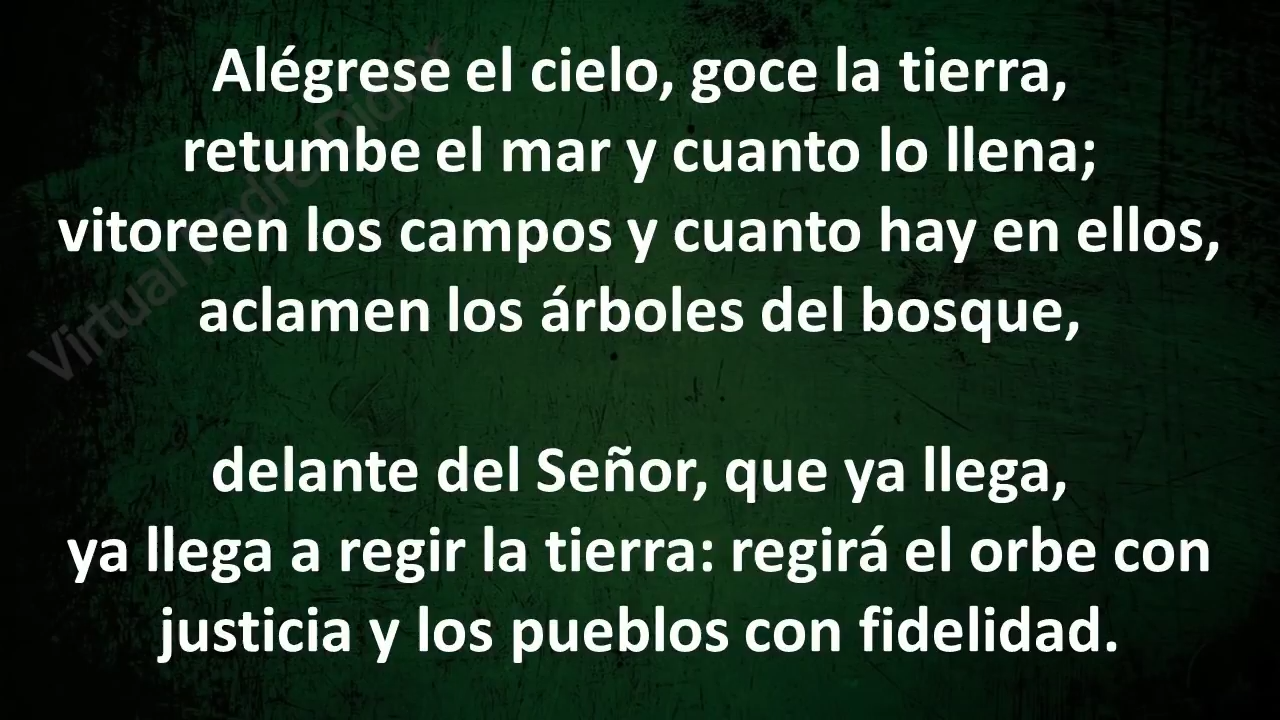 Alégrese el cielo, goce la tierra,
retumbe el mar y cuanto lo llena;
vitoreen los campos y cuanto hay en ellos,
aclamen los árboles del bosque,
delante del Señor, que ya llega,
ya llega a regir la tierra: regirá el orbe con
justicia y los pueblos con fidelidad.
Virtual